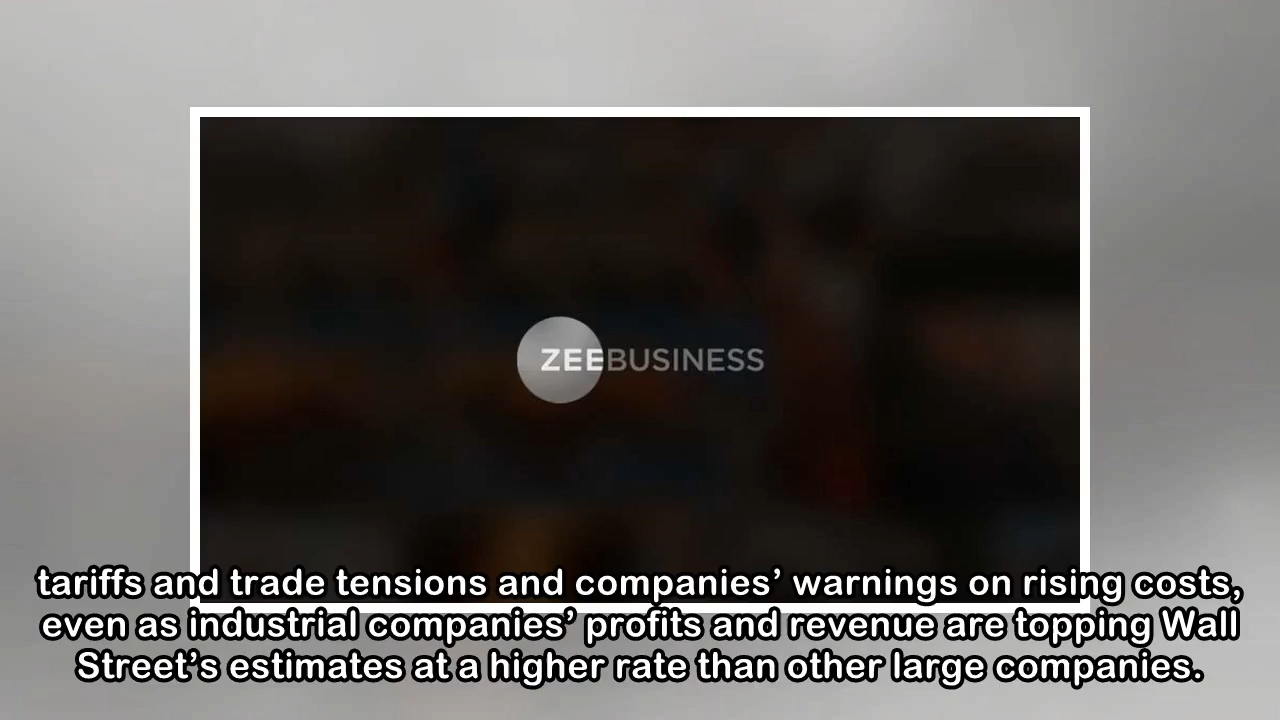 ZEEBUSINESS
tariffs and trade tensions and companies’ warnings on rising costs,
even as industrial companies’ profits and revenue are topping Wall
Street’s estimates at a higher rate than other large companies.